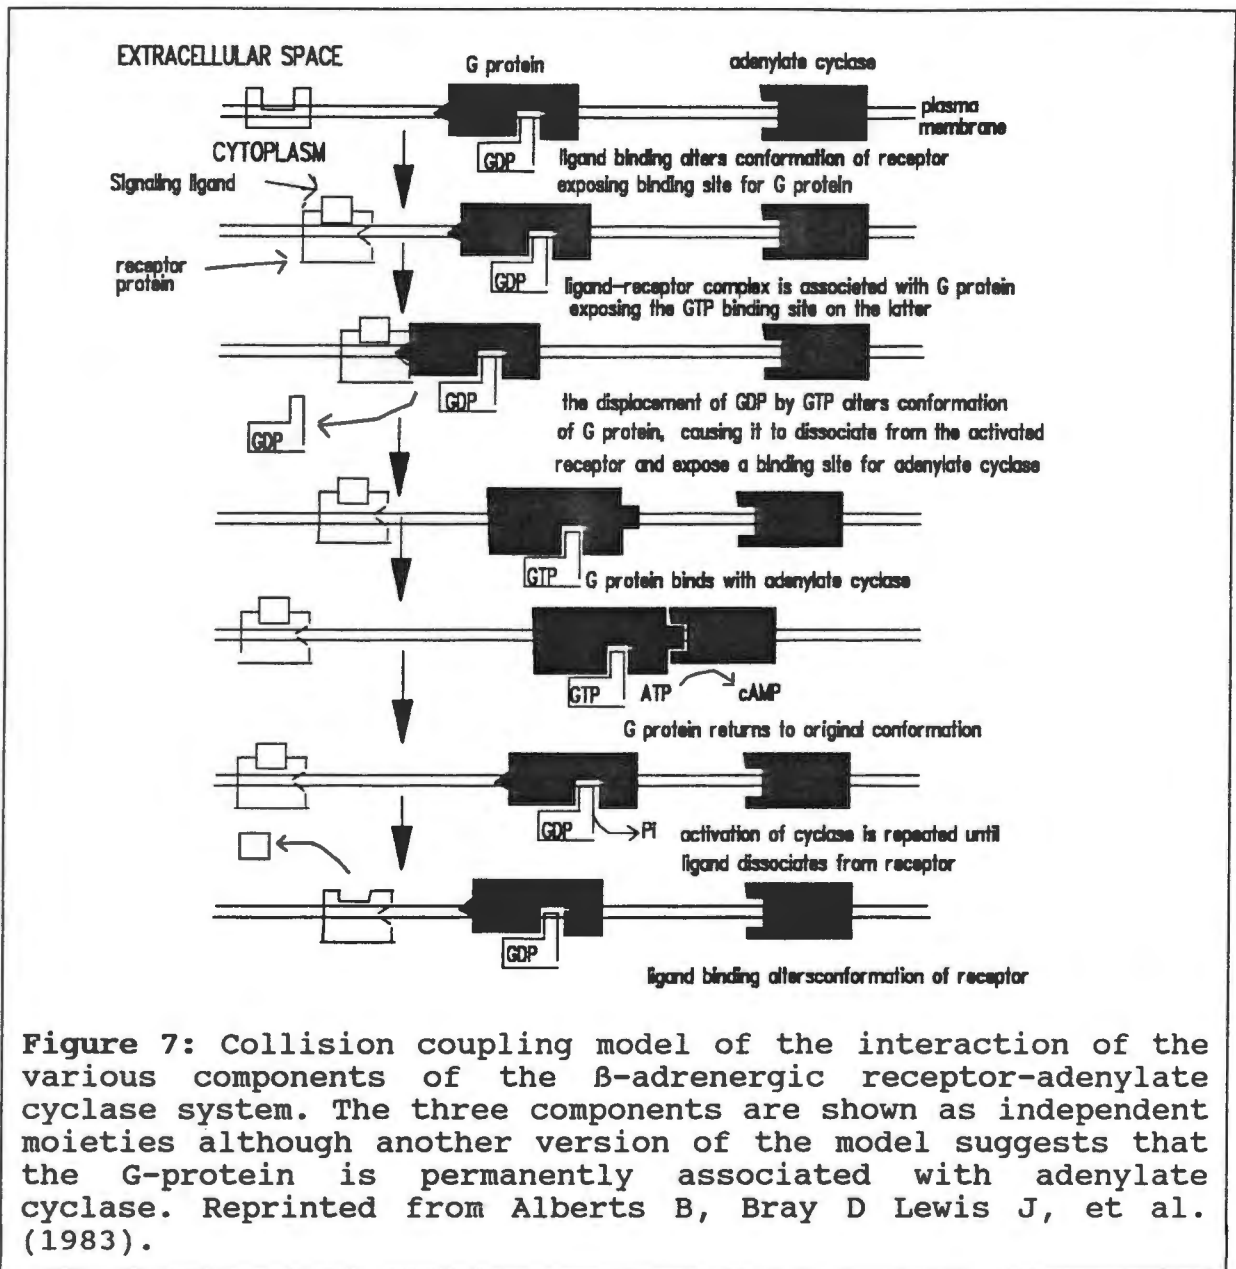 EXTRACELLULAR SPACE
G protein
adenylate cyclase
plasma
membrane
GDP
CYTOPLASM
ligand binding alters conformation of receptor
exposing binding site for G protein
Signaling ligand
receptor
protein
GDP
ligand-receptor complex is associeted with G protein
exposing the GTP binding site on the latter
GDP
GDP
the displacement of GDP by GTP alters conformation
of G protein, causing it to dissociate from the activated
receptor and expose a binding site for adenylate cyclase
GTP
G protein binds with adenylate cyclase
GTP
ATP
cAMP
G protein returns to original conformation
GDP
Pi
activation of cyclase is repeated until
ligand dissociates from receptor
GDP
ligand binding altersconformation of receptor
Figure 7: Collision coupling model of the interaction of the
various components of the ß-adrenergic receptor-adenylate
cyclase system. The three components are shown as independent
moieties although another version of the model suggests that
the G-protein is permanently associated with adenylate
cyclase. Reprinted from Alberts B, Bray D Lewis J, et al.
(1983).